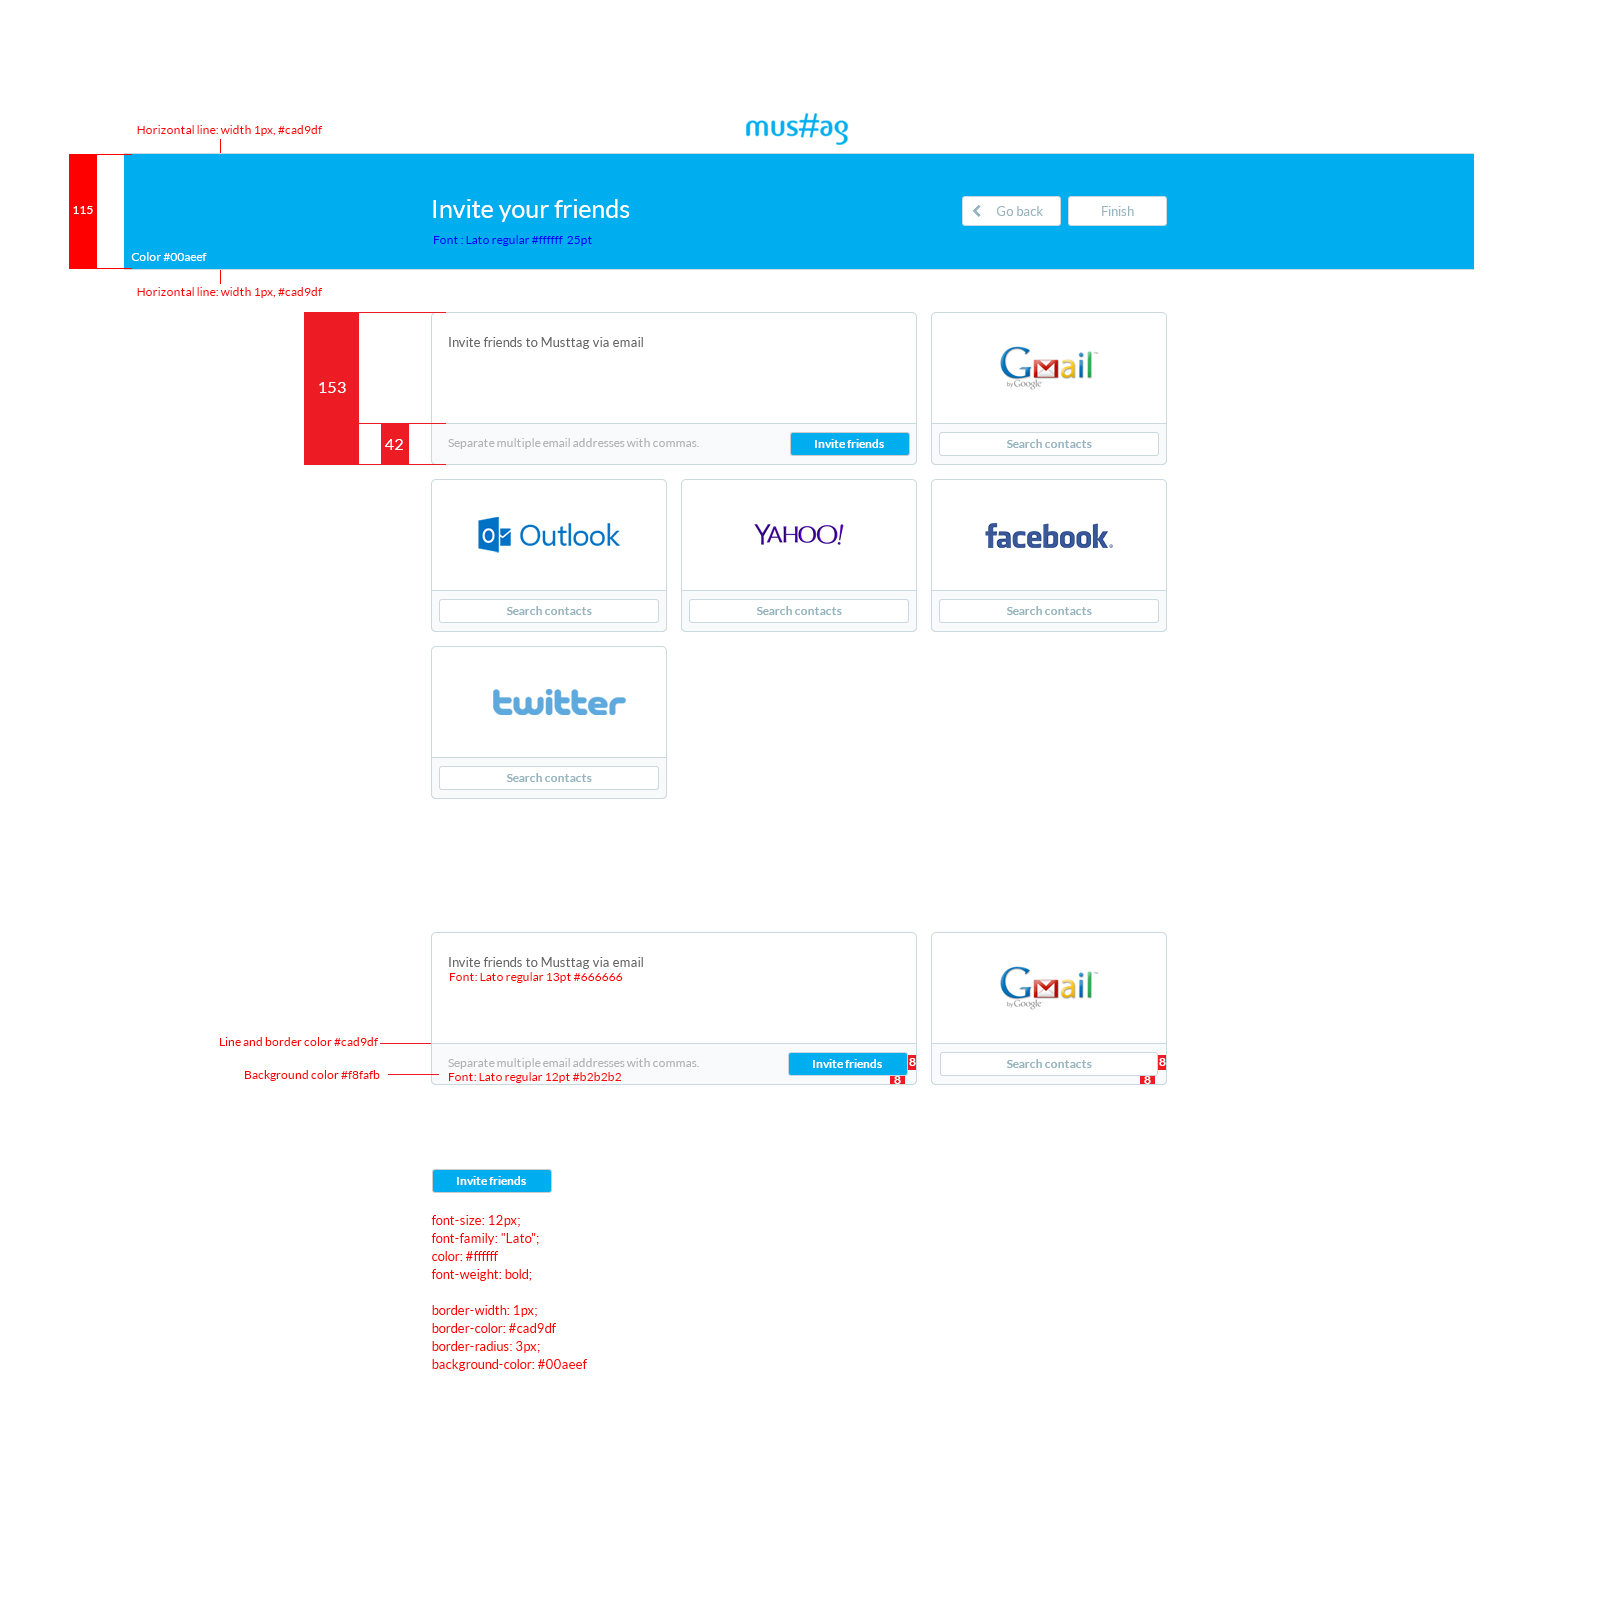 mus#ag
Horizontal line: width 1px, #cad9df
115
Invite your friends
Go back
Finish
Font : Lato regular #ffffff 25pt
Color #00aeef
Horizontal line: width 1px, #cad9df
Invite friends to Musttag via email
Gmail™
by Google
153
42
Separate multiple email addresses with commas.
Invite friends
Search contacts
Outlook
YAHOO!
facebook®
Search contacts
Search contacts
Search contacts
twitter
Search contacts
Invite friends to Musttag via email
Font: Lato regular 13pt #666666
Gmail™
by Google
Line and border color #cad9df
Separate multiple email addresses with commas.
Invite friends
8
Search contacts
8
Background color #f8fafb
Font: Lato regular 12pt #b2b2b2
8
8
Invite friends
font-size: 12px;
font-family: "Lato";
color: #ffffff
font-weight: bold;
border-width: 1px;
border-color: #cad9df
border-radius: 3px;
background-color: #00aeef